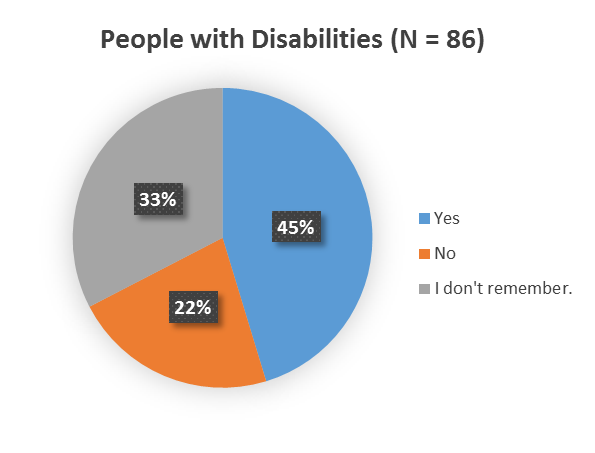 People with Disabilities (N = 86)
33%
45%
22%
Yes
No
I don't remember.